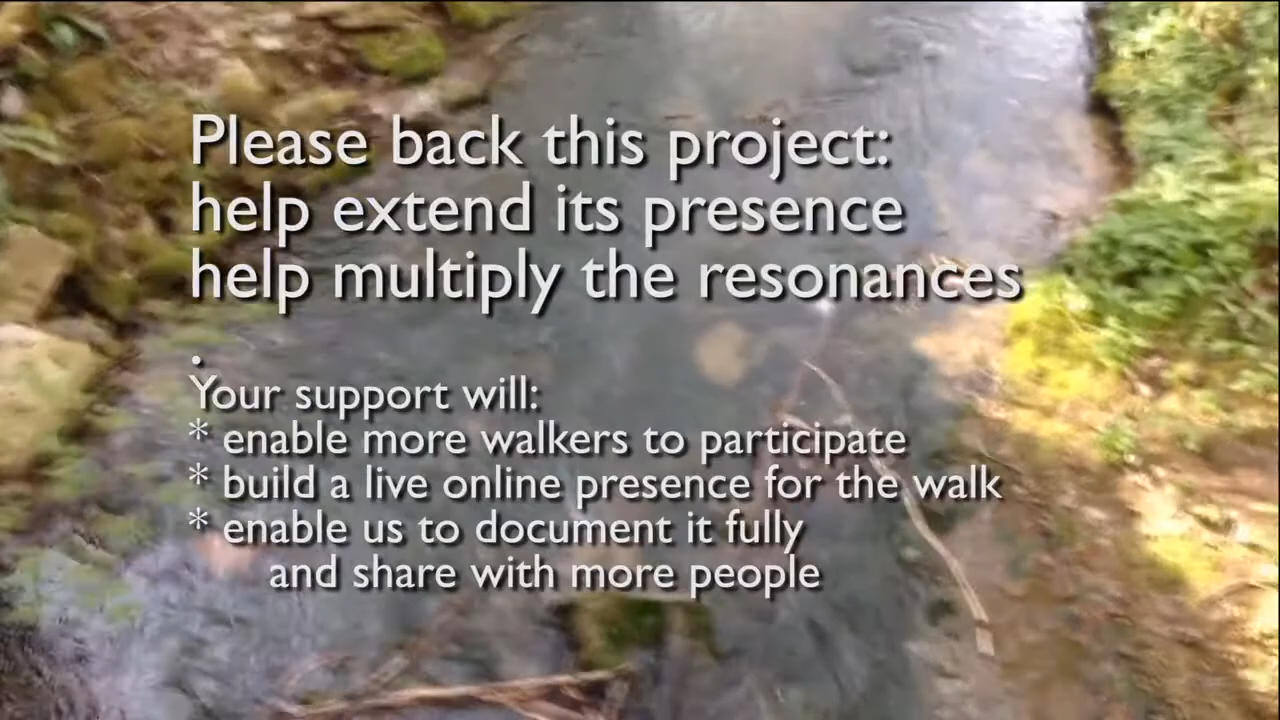 Please back this project:
help extend its presence
help multiply the resonances
.
Your support will:
* enable more walkers to participate
* build a live online presence for the walk
* enable us to document it fully
and share with more people